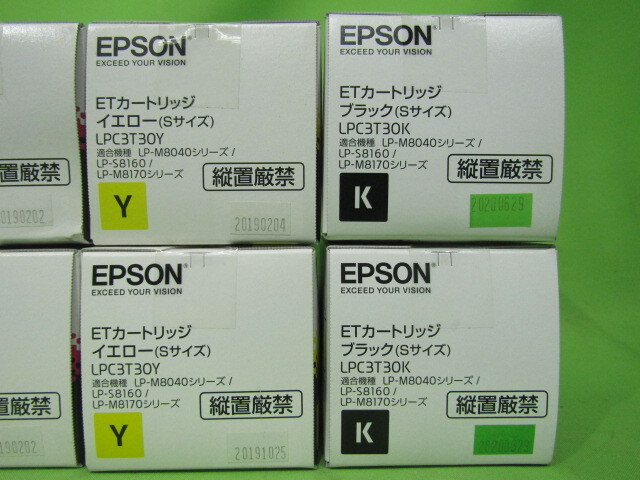 EPSON
EXCEED YOUR VISION
ETカートリッジ
イエロー(Sサイズ)
LPC3T30Y
適合機種 LP-M8040シリーズ /
LP-S8160 /
LP-M8170シリーズ
縦置厳禁
Y
20190204
EPSON
EXCEED YOUR VISION
ETカートリッジ
ブラック(Sサイズ)
LPC3T30K
適合機種 LP-M8040シリーズ /
LP-S8160 /
LP-M8170シリーズ
縦置厳禁
K
20200629
置厳禁
0190202
EPSON
EXCEED YOUR VISION
ETカートリッジ
イエロー(Sサイズ)
LPC3T30Y
適合機種 LP-M8040シリーズ /
LP-S8160 /
LP-M8170シリーズ
縦置厳禁
Y
20191025
EPSON
EXCEED YOUR VISION
ETカートリッジ
ブラック(Sサイズ)
LPC3T30K
適合機種 LP-M8040シリーズ /
LP-S8160 /
LP-M8170シリーズ
縦置厳禁
K
置厳禁
190202